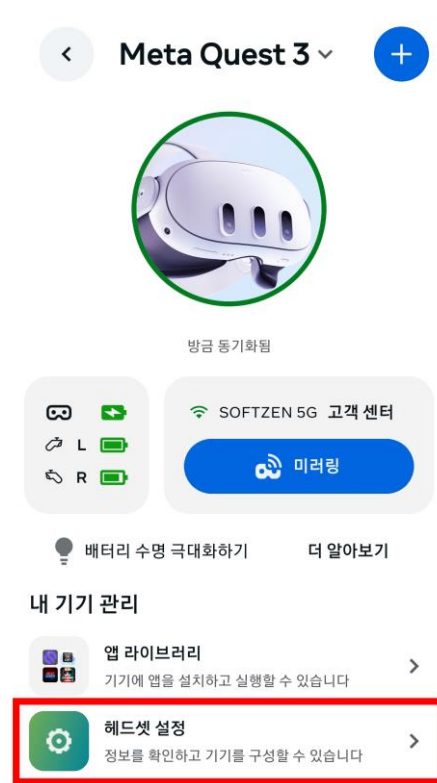 Meta Quest 3
방금 동기화됨
SOFTZEN 5G 고객 센터
L
R
미러링
배터리 수명 극대화하기 더 알아보기
내 기기 관리
앱 라이브러리
기기에 앱을 설치하고 실행할 수 있습니다
헤드셋 설정
정보를 확인하고 기기를 구성할 수 있습니다